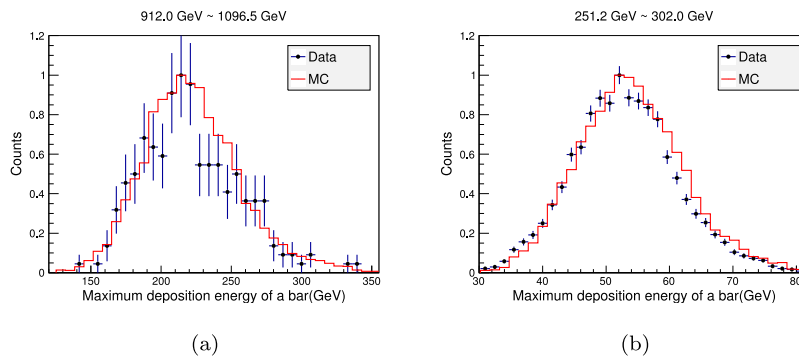 912.0 GeV ~ 1096.5 GeV
Counts
1.2
1
0.8
0.6
0.4
0.2
0
Data
MC
150 200 250 300 350
Maximum deposition energy of a bar(GeV)
(a)
251.2 GeV ~ 302.0 GeV
Counts
1.2
1
0.8
0.6
0.4
0.2
0
Data
MC
30 40 50 60 70 80
Maximum deposition energy of a bar(GeV)
(b)